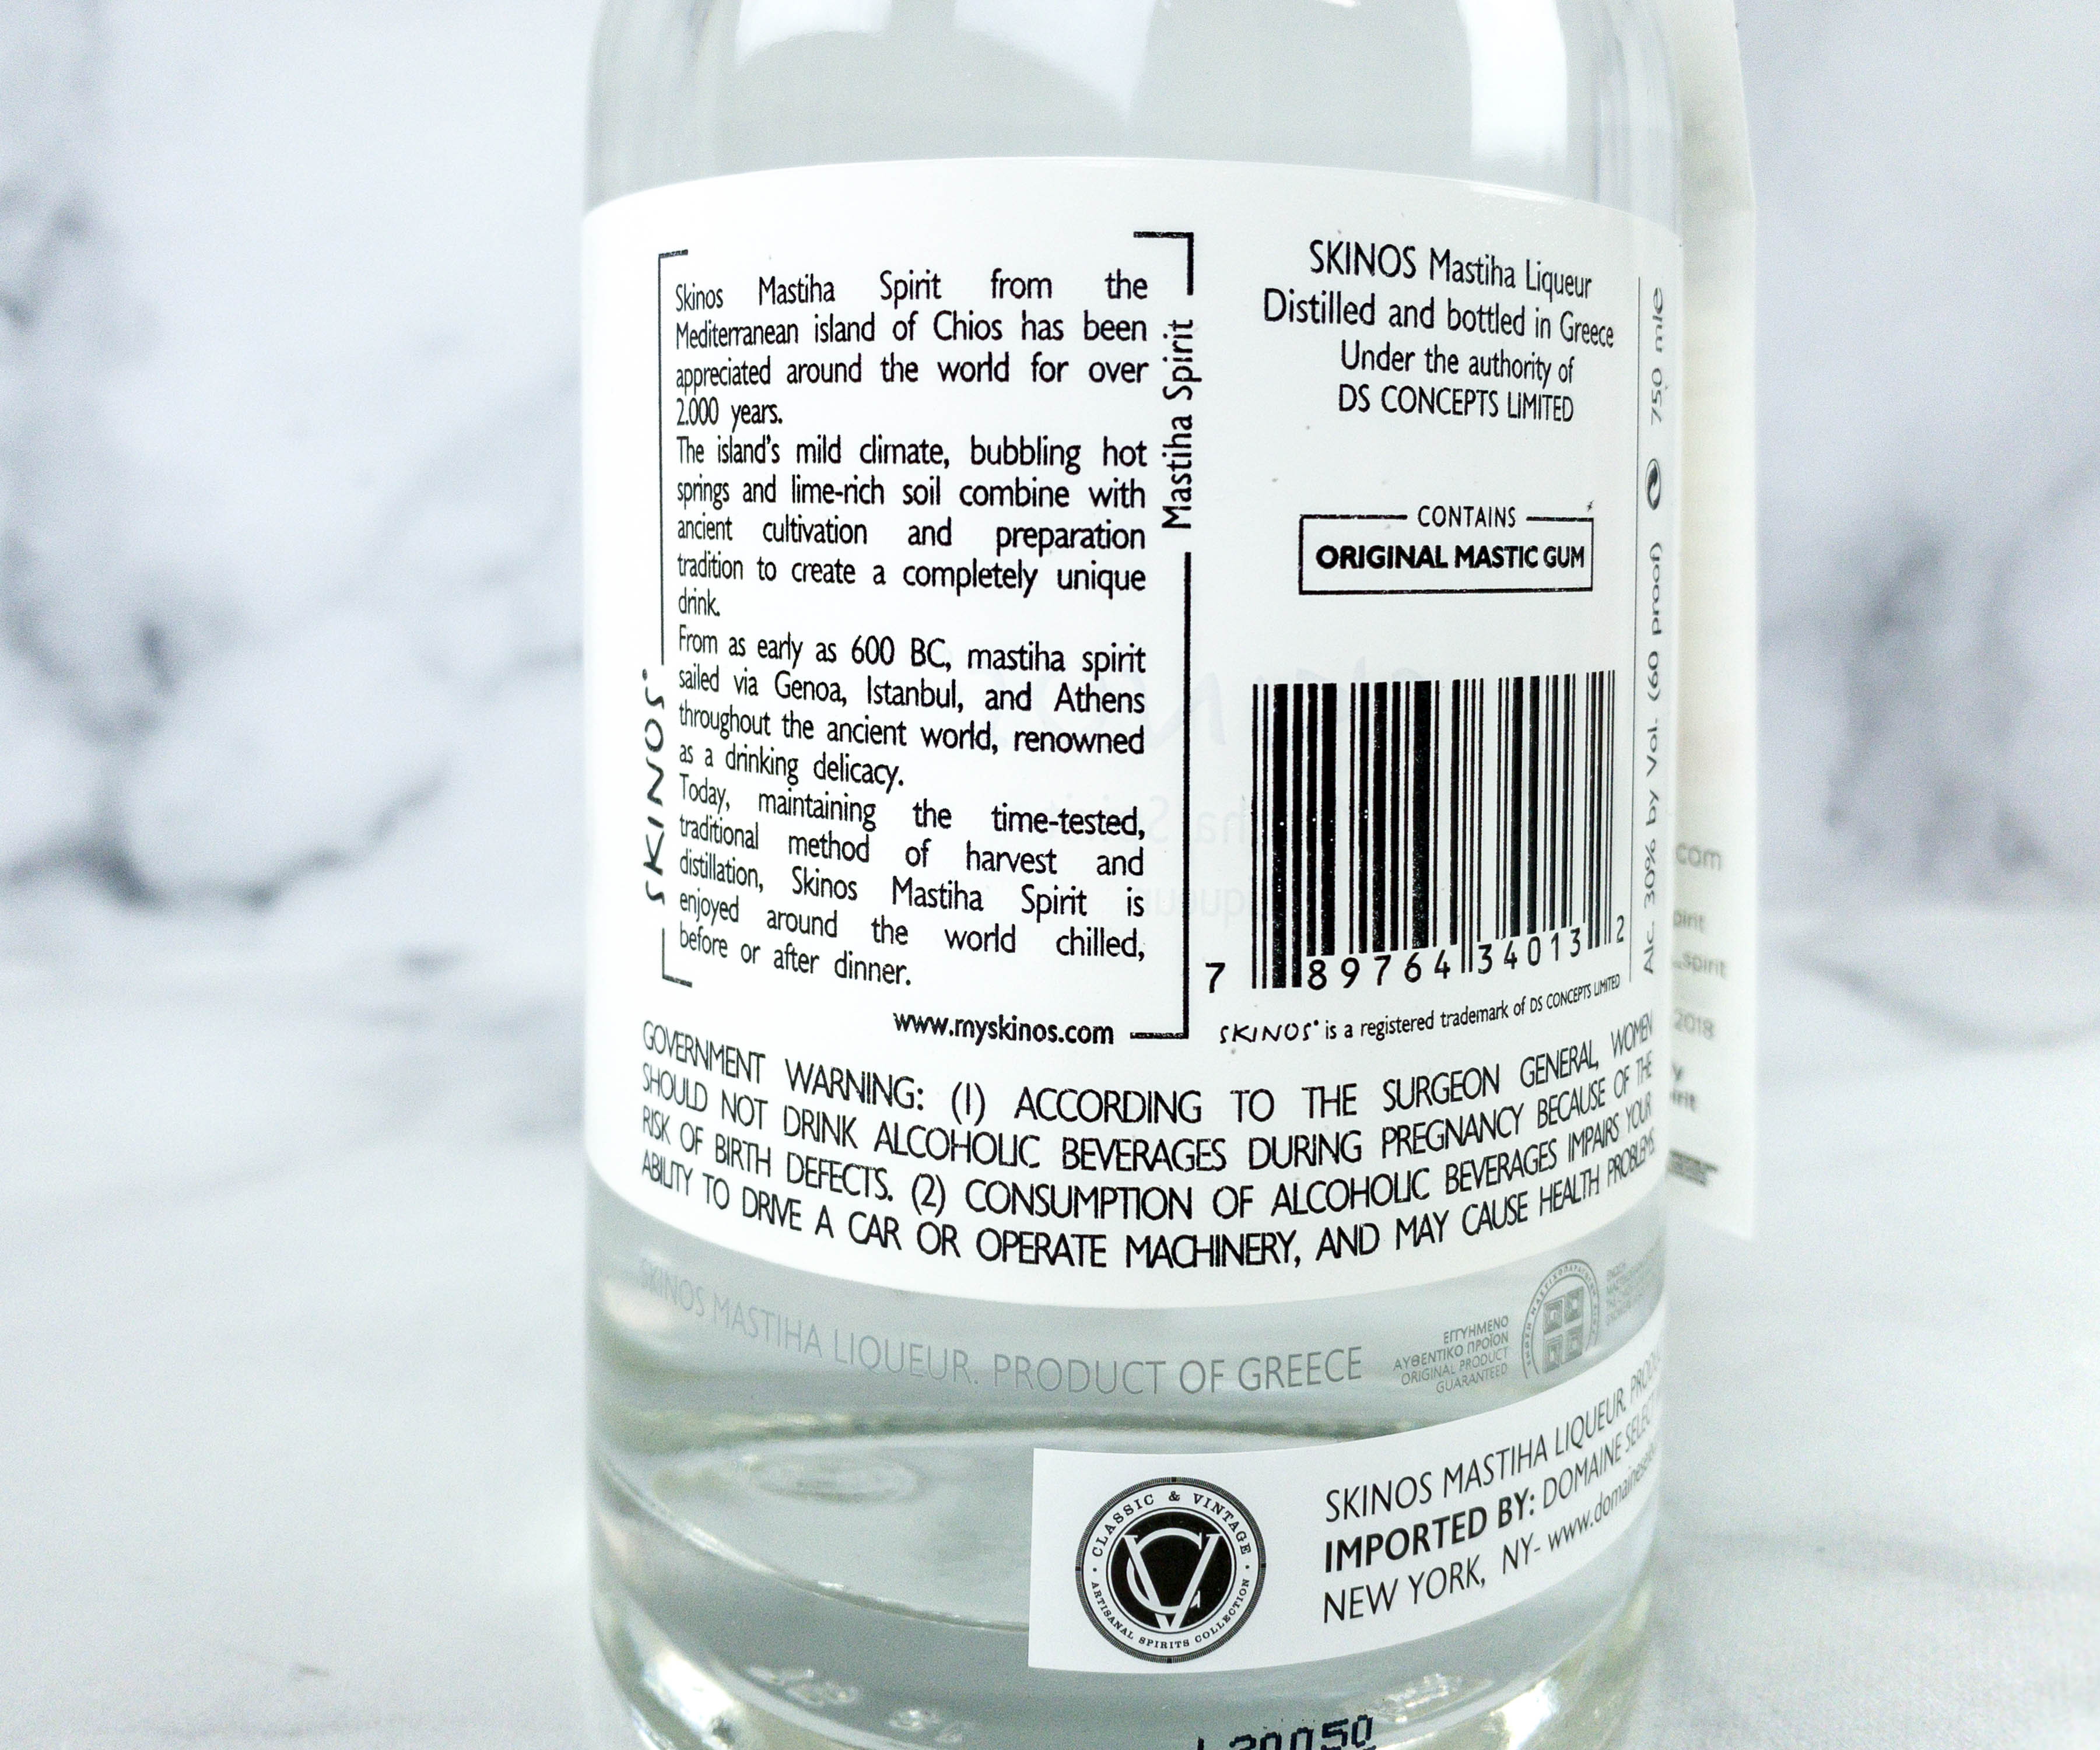 Skinos Mastiha Spirit from the
Mediterranean island of Chios has been
appreciated around the world for over
2.000 years.
The island's mild climate, bubbling hot
springs and lime-rich soil combine with
ancient cultivation and preparation
tradition to create a completely unique
drink.
From as early as 600 BC, mastiha spirit
sailed via Genoa, Istanbul, and Athens
throughout the ancient world, renowned
as a drinking delicacy.
Today, maintaining the time-tested,
traditional method of harvest and
distillation, Skinos Mastiha Spirit is
enjoyed around the world chilled,
before or after dinner.
www.myskinos.com
SKINOS
Mastiha Spirit
SKINOS Mastiha Liqueur
Distilled and bottled in Greece
Under the authority of
DS CONCEPTS LIMITED
CONTAINS
ORIGINAL MASTIC GUM
7 89764 34013 2
SKINOS is a registered trademark of DS CONCEPTS LIMITED
Alc. 30% by Vol. (60 proof) 750 mle
GOVERNMENT WARNING: (1) ACCORDING TO THE SURGEON GENERAL, WOMEN
SHOULD NOT DRINK ALCOHOLIC BEVERAGES DURING PREGNANCY BECAUSE OF THE
RISK OF BIRTH DEFECTS. (2) CONSUMPTION OF ALCOHOLIC BEVERAGES IMPAIRS YOUR
ABILITY TO DRIVE A CAR OR OPERATE MACHINERY, AND MAY CAUSE HEALTH PROBLEMS.
SKINOS MASTIHA LIQUEUR. PRODUCT OF GREECE
ΕΓΓΥΗΜΕΝΟ
ΑΥΘΕΝΤΙΚΟ ΠΡΟΪΟΝ
ORIGINAL PRODUCT
GUARANTEED
CLASSIC & VINTAGE
ARTISANAL SPIRITS COLLECTION
SKINOS MASTIHA LIQUEUR.
IMPORTED BY: DOMAINE SELECT
NEW YORK, NY-
com
spirit
2018